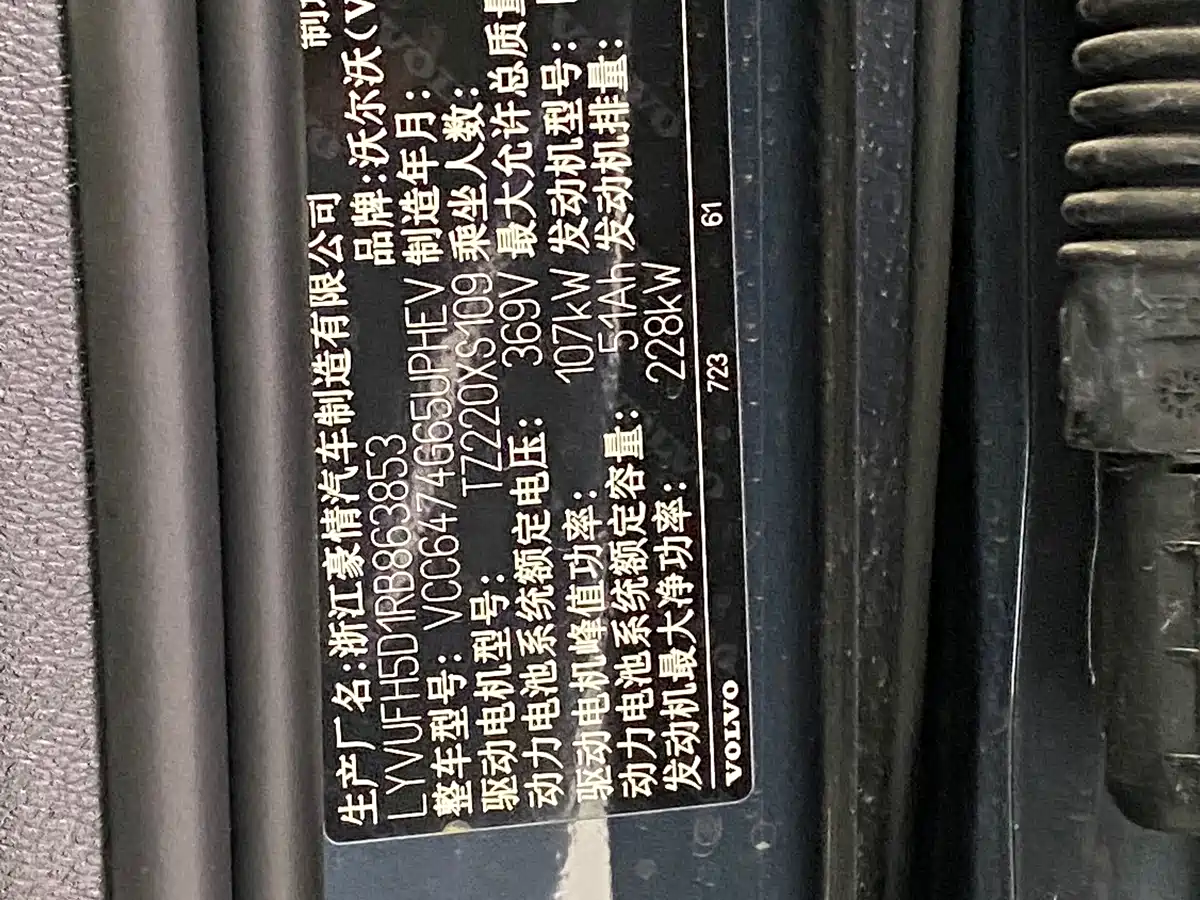 生产厂名:浙江豪情汽车制造有限公司 制造
LYVUFH5D1RB863853 品牌:沃尔沃(V
整车型号: VCC6474G65UPHEV 制造年月:
驱动电机型号: TZ220XS109 乘坐人数:
动力电池系统额定电压: 369V 最大允许总质量
驱动电机峰值功率: 107kW 发动机型号:
动力电池系统额定容量: 51Ah 发动机排量:
发动机最大净功率: 228kW
VOLVO 723 61